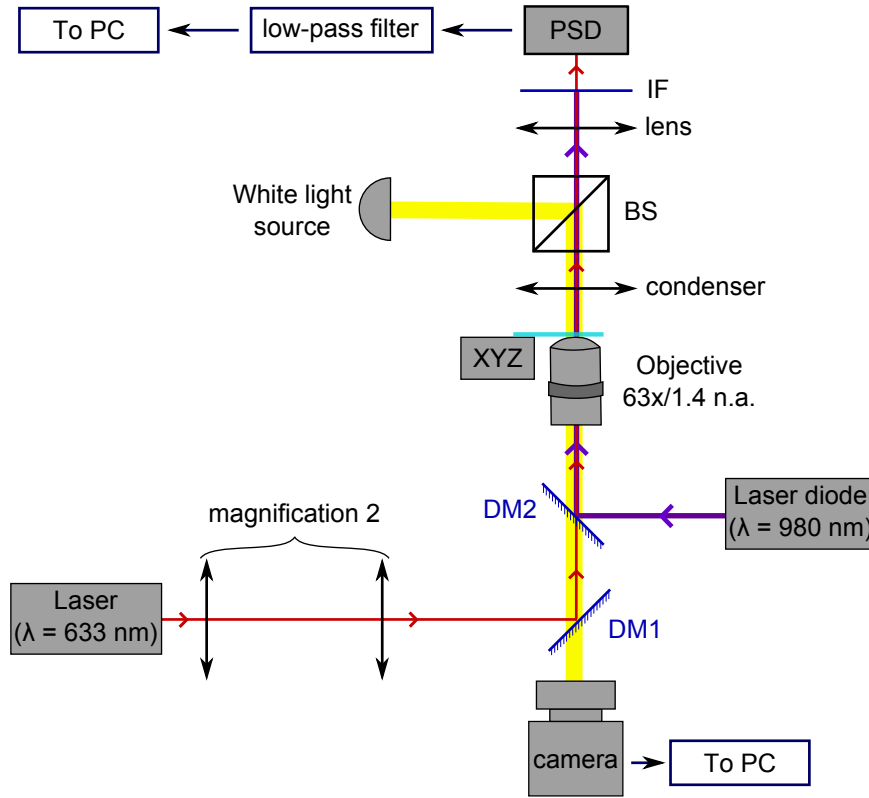 To PC
low-pass filter
PSD
IF
lens
White light
source
BS
condenser
XYZ
Objective
63x/1.4 n.a.
magnification 2
DM2
Laser diode
(λ = 980 nm)
Laser
(λ = 633 nm)
DM1
camera
To PC